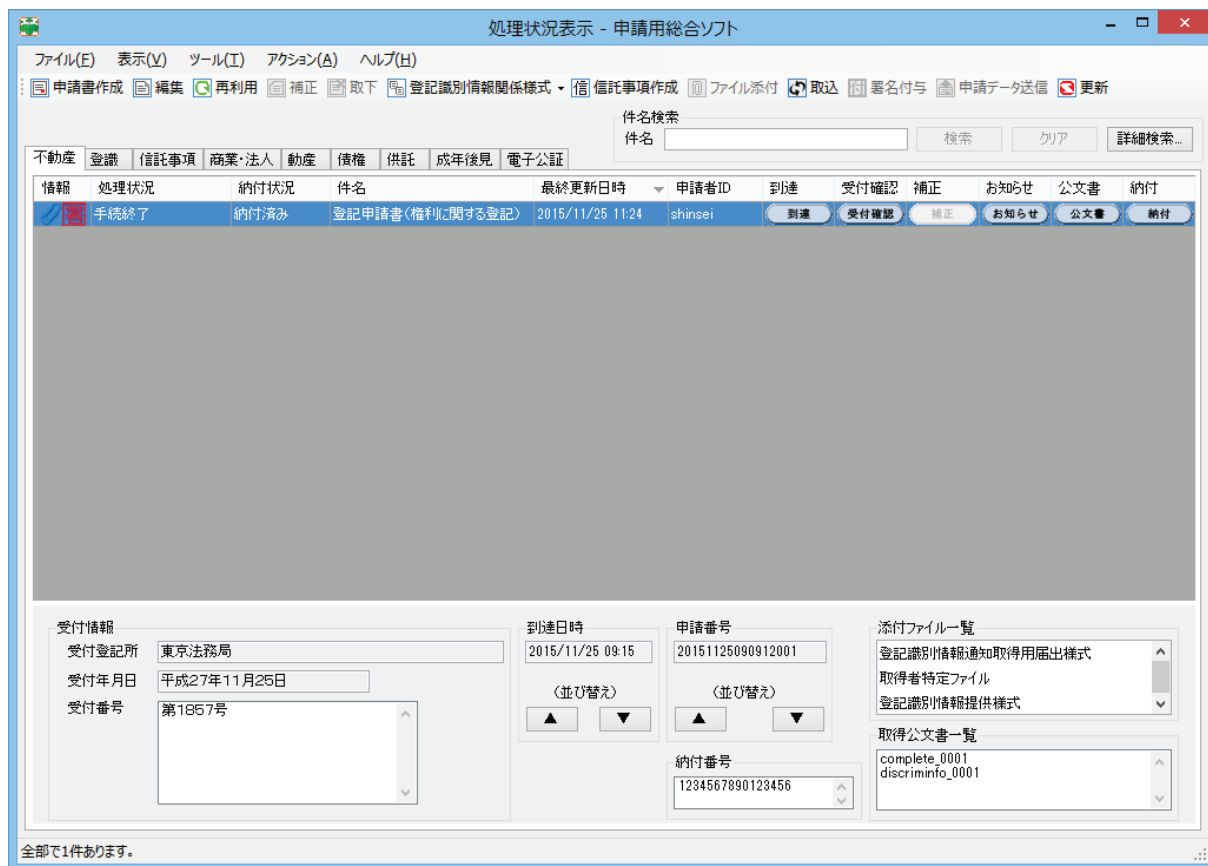 処理状況表示 - 申請用総合ソフト
ファイル(F) 表示(V) ツール(T) アクション(A) ヘルプ(H)
申請書作成 編集 再利用 補正 取下 登記識別情報関係様式 信託事項作成 ファイル添付 取込 署名付与 申請データ送信 更新
件名検索
件名 検索 クリア 詳細検索...
不動産 登識 信託事項 商業・法人 動産 債権 供託 成年後見 電子公証
情報 処理状況 納付状況 件名 最終更新日時 申請者ID 到達 受付確認 補正 お知らせ 公文書 納付
署 手続終了 納付済み 登記申請書(権利に関する登記) 2015/11/25 11:24 shinsei 到達 受付確認 補正 お知らせ 公文書 納付
受付情報
受付登記所 東京法務局
受付年月日 平成27年11月25日
受付番号 第1857号
到達日時
2015/11/25 09:15
(並び替え)
▲ ▼
申請番号
20151125090912001
(並び替え)
▲ ▼
納付番号
1234567890123456
添付ファイル一覧
登記識別情報通知取得用届出様式
取得者特定ファイル
登記識別情報提供様式
取得公文書一覧
complete_0001
discriminfo_0001
全部で1件あります。